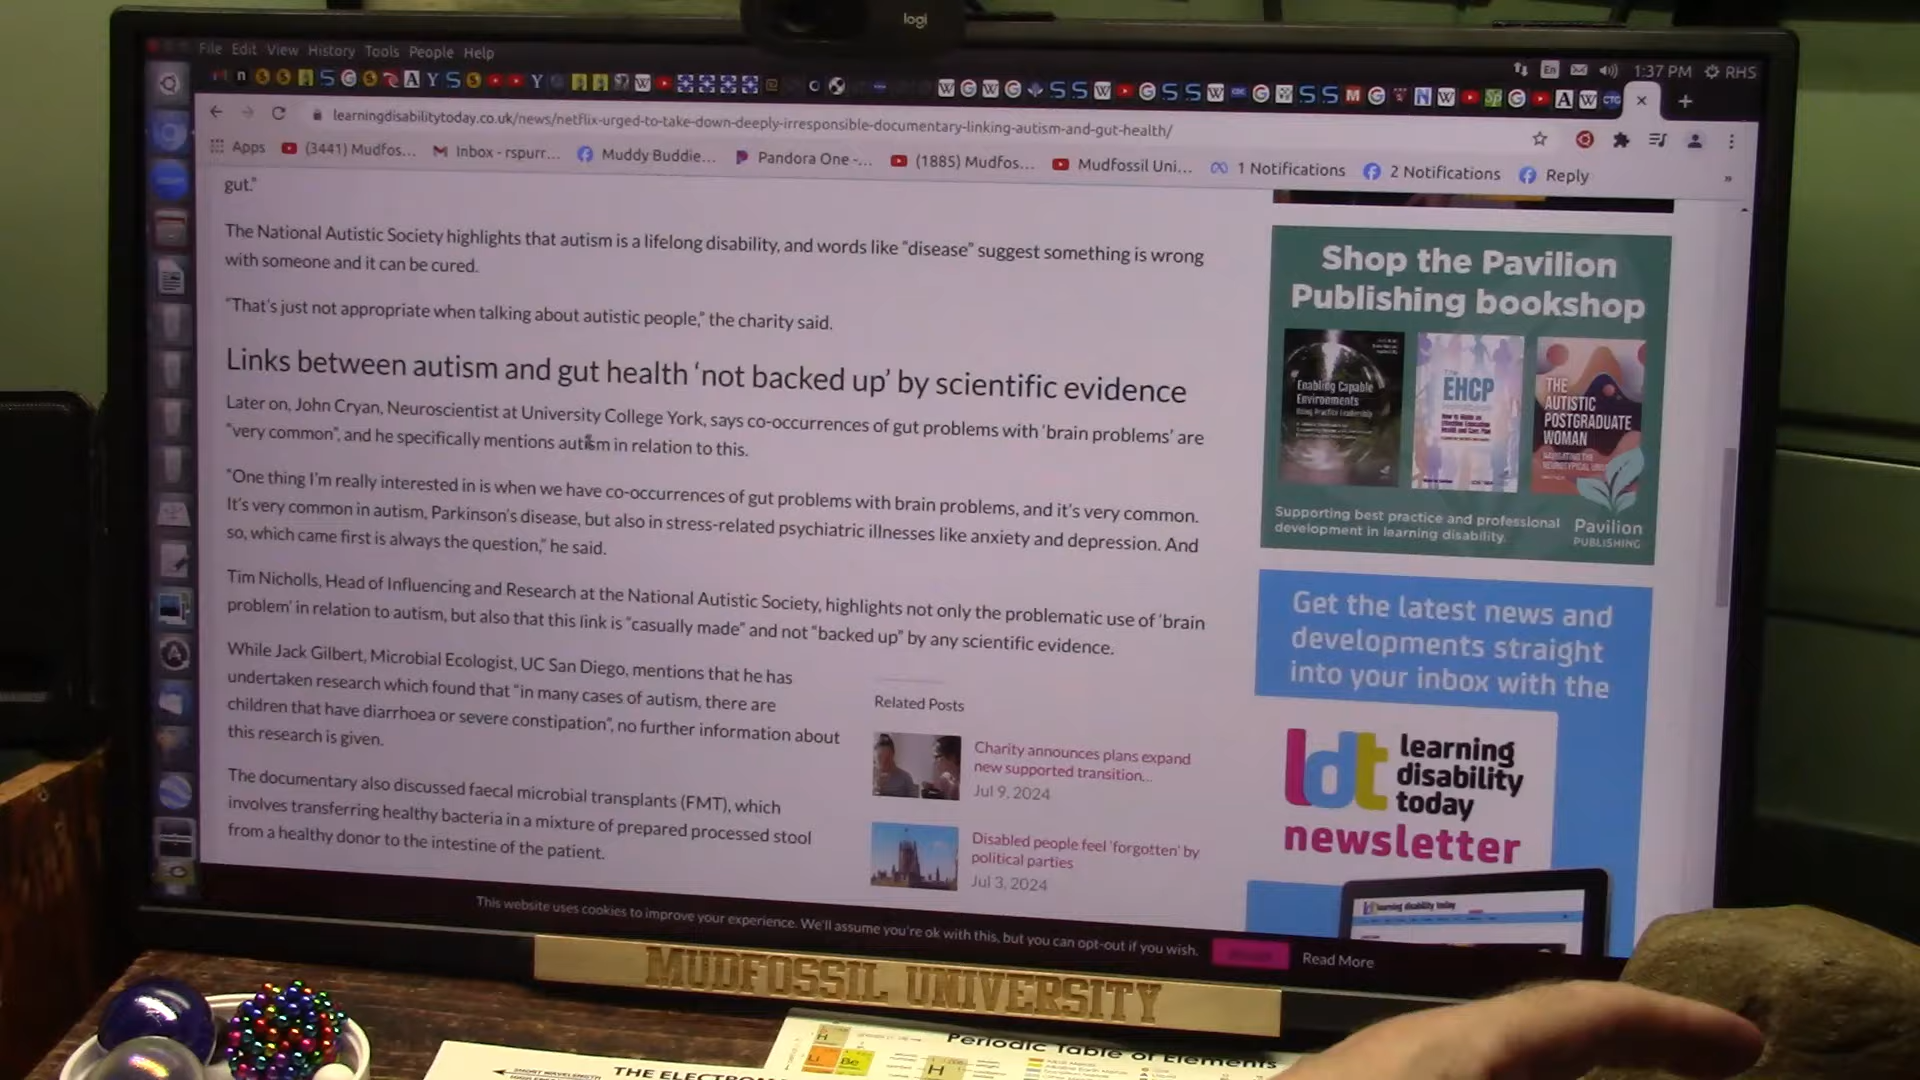 logi
File Edit View History Tools People Help
1:37 PM RHS
learningdisabilitytoday.co.uk/news/netflix-urged-to-take-down-deeply-irresponsible-documentary-linking-autism-and-gut-health/
Apps (3441) Mudfos... Inbox - rspurr... Muddy Buddie... Pandora One -... (1885) Mudfos... Mudfossil Uni... 1 Notifications 2 Notifications Reply »
gut."
The National Autistic Society highlights that autism is a lifelong disability, and words like "disease" suggest something is wrong
with someone and it can be cured.
"That's just not appropriate when talking about autistic people," the charity said.
Links between autism and gut health 'not backed up' by scientific evidence
Later on, John Cryan, Neuroscientist at University College York, says co-occurrences of gut problems with 'brain problems' are
"very common", and he specifically mentions autism in relation to this.
"One thing I'm really interested in is when we have co-occurrences of gut problems with brain problems, and it's very common.
It's very common in autism, Parkinson's disease, but also in stress-related psychiatric illnesses like anxiety and depression. And
so, which came first is always the question," he said.
Tim Nicholls, Head of Influencing and Research at the National Autistic Society, highlights not only the problematic use of 'brain
problem' in relation to autism, but also that this link is "casually made" and not "backed up" by any scientific evidence.
While Jack Gilbert, Microbial Ecologist, UC San Diego, mentions that he has
undertaken research which found that "in many cases of autism, there are
children that have diarrhoea or severe constipation", no further information about
this research is given.
The documentary also discussed faecal microbial transplants (FMT), which
involves transferring healthy bacteria in a mixture of prepared processed stool
from a healthy donor to the intestine of the patient.
Related Posts
Charity announces plans expand
new supported transition...
Jul 9, 2024
Disabled people feel 'forgotten' by
political parties
Jul 3, 2024
Shop the Pavilion
Publishing bookshop
Enabling Capable
Environments
Using Practice Leadership
EHCP
THE
AUTISTIC
POSTGRADUATE
WOMAN
Supporting best practice and professional
development in learning disability.
Pavilion
PUBLISHING
Get the latest news and
developments straight
into your inbox with the
ldt learning
disability
today
newsletter
ldt learning disability today
This website uses cookies to improve your experience. We'll assume you're ok with this, but you can opt-out if you wish.
Read More
MUDFOSSIL UNIVERSITY
Periodic Table of Elements
H
Li Be
H
SHORT WAVELENGTH
THE ELECTROM